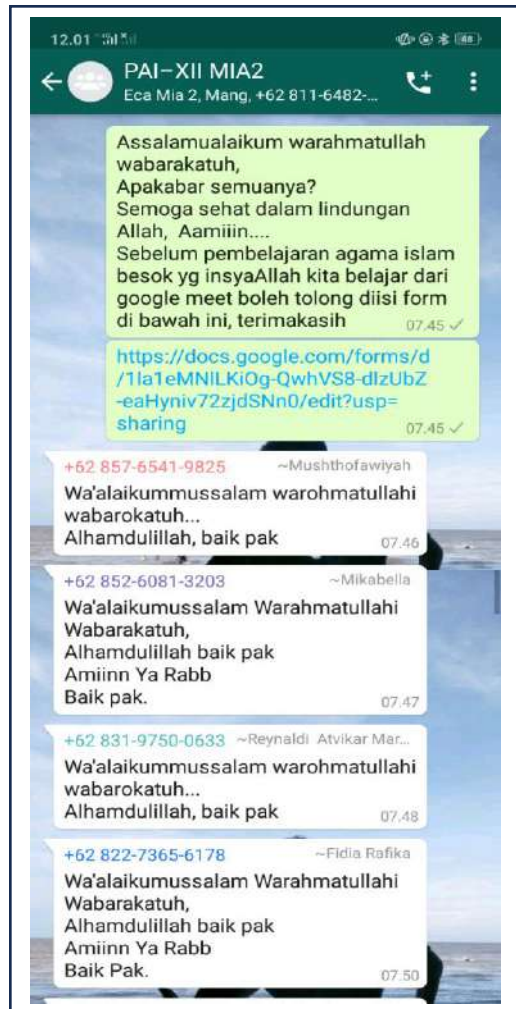 12.01
48
PAI-XII MIA2
Eca Mia 2, Mang, +62 811-6482-...
Assalamualaikum warahmatullah
wabarakatuh,
Apakabar semuanya?
Semoga sehat dalam lindungan
Allah, Aamiiin....
Sebelum pembelajaran agama islam
besok yg insyaAllah kita belajar dari
google meet boleh tolong diisi form
di bawah ini, terimakasih
07.45
https://docs.google.com/forms/d
/1la1eMNlLKiOg-QwhVS8-dlzUbZ
-eaHyniv72zjdSNn0/edit?usp=
sharing
07.45
+62 857-6541-9825 ~Mushthofawiyah
Wa'alaikummussalam warohmatullahi
wabarokatuh...
Alhamdulillah, baik pak
07.46
+62 852-6081-3203 ~Mikabella
Wa'alaikumussalam Warahmatullahi
Wabarakatuh,
Alhamdulillah baik pak
Amiinn Ya Rabb
Baik pak.
07.47
+62 831-9750-0633 ~Reynaldi Atvikar Mar...
Wa'alaikummussalam warohmatullahi
wabarokatuh...
Alhamdulillah, baik pak
07.48
+62 822-7365-6178 ~Fidia Rafika
Wa'alaikumussalam Warahmatullahi
Wabarakatuh,
Alhamdulillah baik pak
Amiinn Ya Rabb
Baik Pak.
07.50